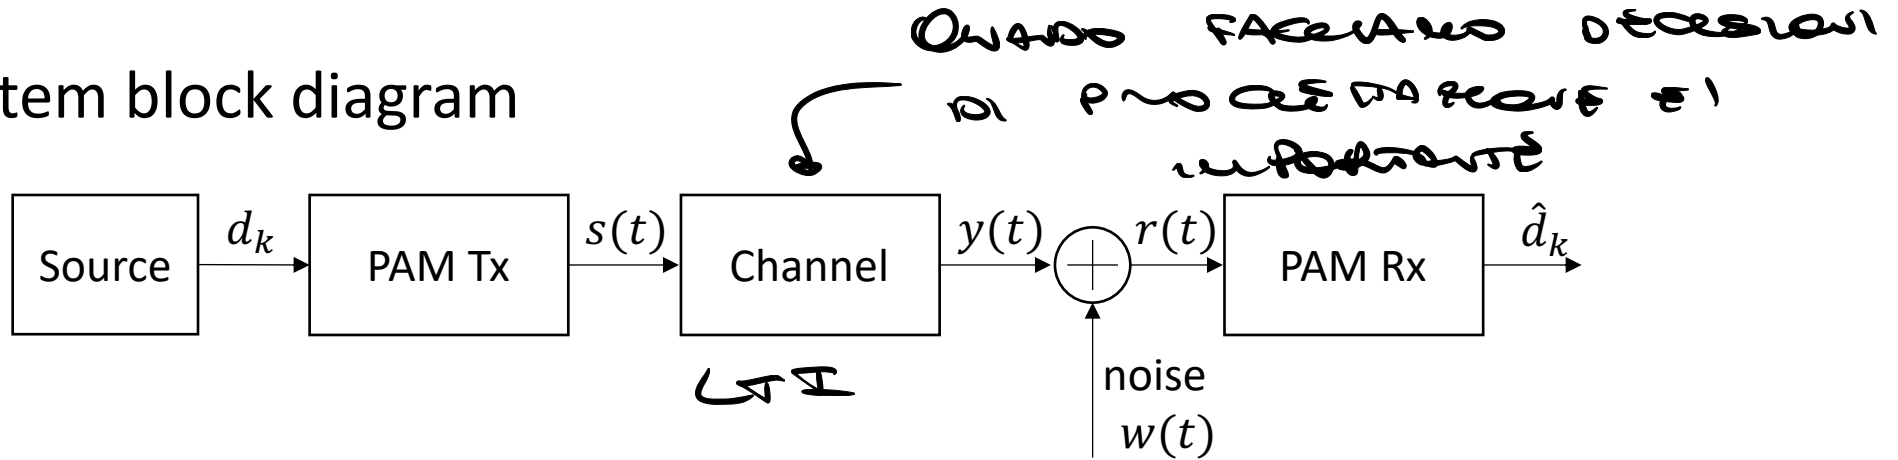 QUANDO FACCIAMO DECISIONI
DI PROGETTAZIONE E'
IMPORTANTE
tem block diagram
Source
d_k
PAM Tx
s(t)
Channel
y(t)
r(t)
PAM Rx
d̂_k
LTI
noise
w(t)